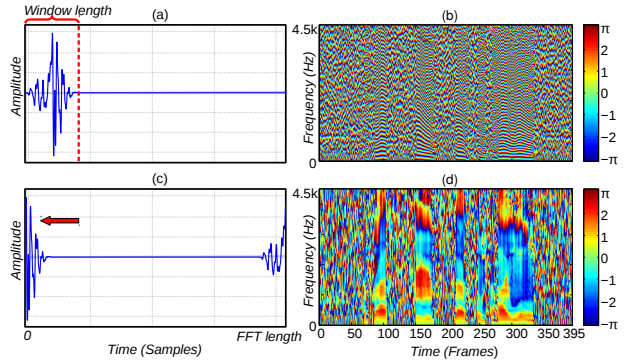 Window length
(a)
(b)
Amplitude
Frequency (Hz)
4.5k
0
π
2
1
0
−1
−2
−π
(c)
(d)
Amplitude
0
FFT length
Time (Samples)
Frequency (Hz)
4.5k
0
0 50 100 150 200 250 300 350 395
Time (Frames)
π
2
1
0
−1
−2
−π